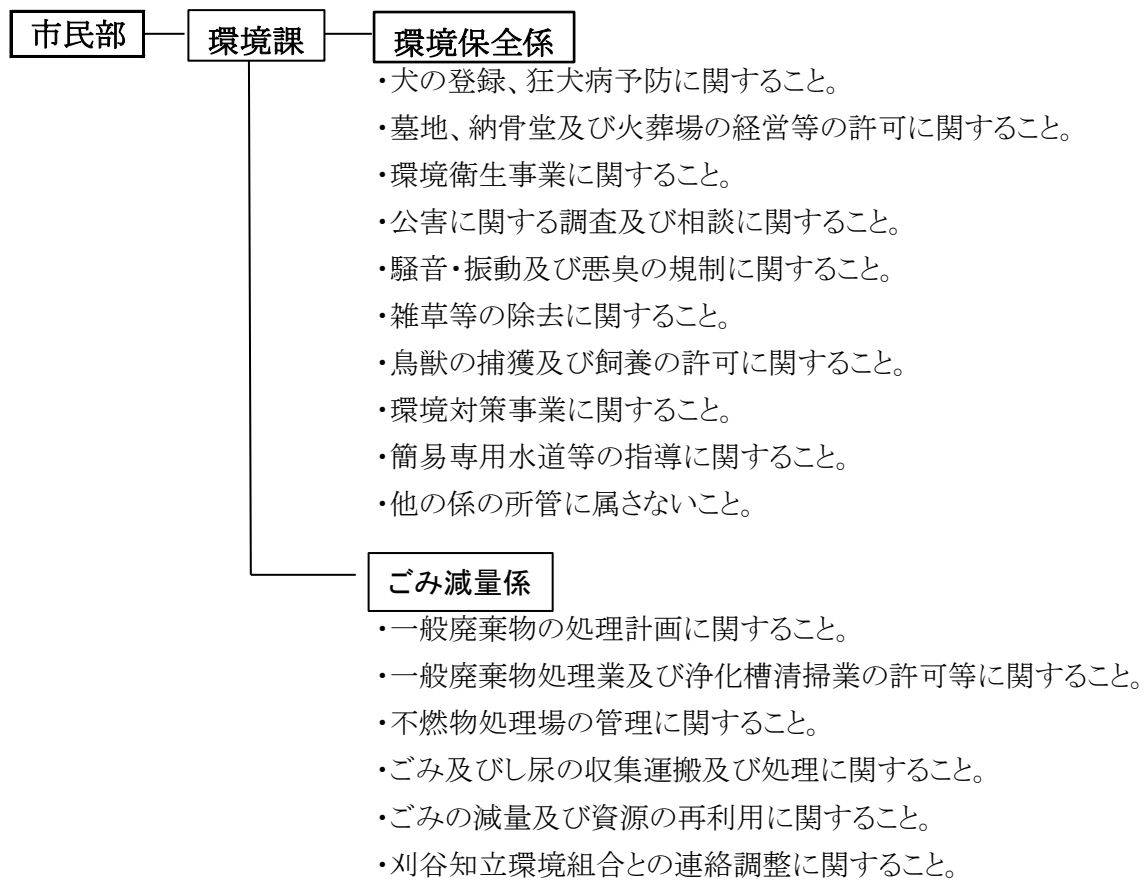 市民部 環境課 環境保全係
・犬の登録、狂犬病予防に関すること。
・墓地、納骨堂及び火葬場の経営等の許可に関すること。
・環境衛生事業に関すること。
・公害に関する調査及び相談に関すること。
・騒音・振動及び悪臭の規制に関すること。
・雑草等の除去に関すること。
・鳥獣の捕獲及び飼養の許可に関すること。
・環境対策事業に関すること。
・簡易専用水道等の指導に関すること。
・他の係の所管に属さないこと。
ごみ減量係
・一般廃棄物の処理計画に関すること。
・一般廃棄物処理業及び浄化槽清掃業の許可等に関すること。
・不燃物処理場の管理に関すること。
・ごみ及びし尿の収集運搬及び処理に関すること。
・ごみの減量及び資源の再利用に関すること。
・刈谷知立環境組合との連絡調整に関すること。